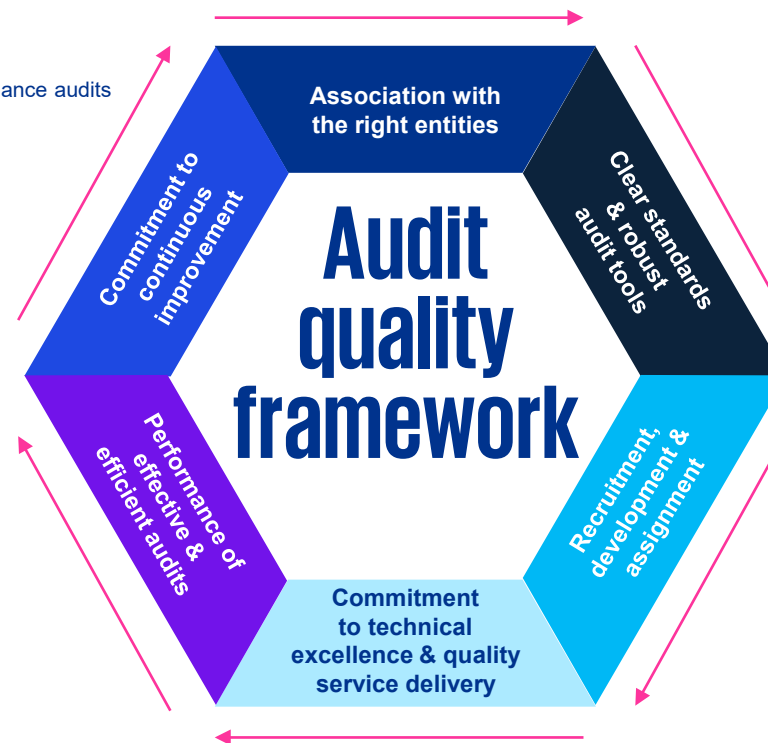 ance audits
Association with
the right entities
Clear standards
& robust
audit tools
Recruitment,
development &
assignment
Commitment
to technical
excellence & quality
service delivery
Performance of
effective &
efficient audits
Commitment to
continuous
improvement
Audit
quality
framework